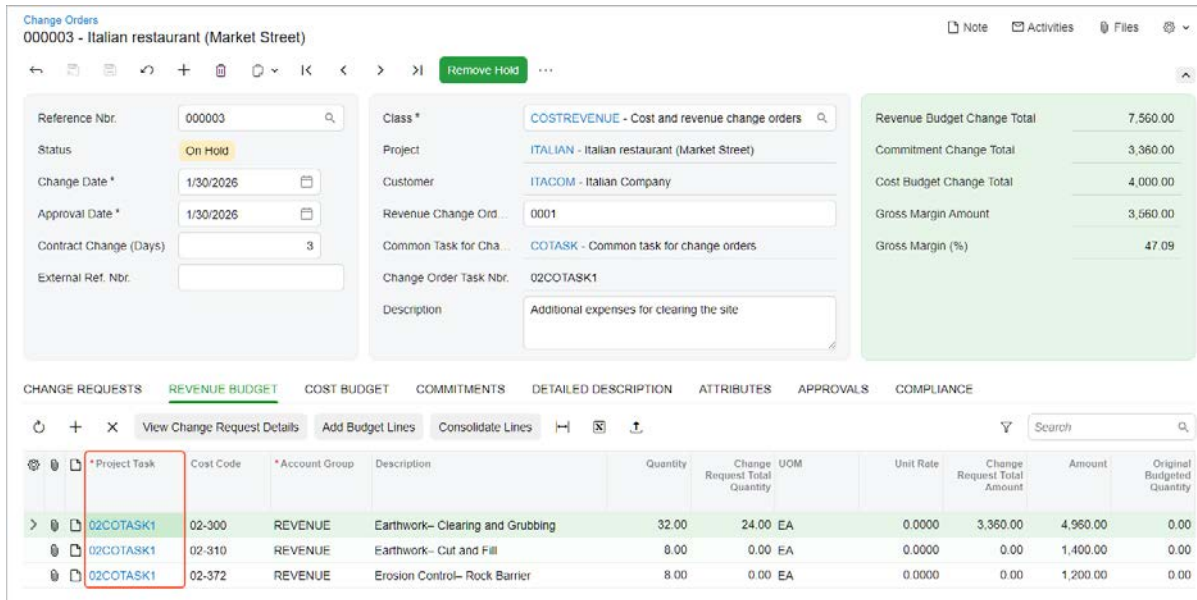 Change Orders
000003 - Italian restaurant (Market Street)
Note Activities Files
Remove Hold
Reference Nbr. 000003
Status On Hold
Change Date * 1/30/2026
Approval Date * 1/30/2026
Contract Change (Days) 3
External Ref. Nbr.
Class * COSTREVENUE - Cost and revenue change orders
Project ITALIAN - Italian restaurant (Market Street)
Customer ITACOM - Italian Company
Revenue Change Ord... 0001
Common Task for Cha... COTASK - Common task for change orders
Change Order Task Nbr. 02COTASK1
Description Additional expenses for clearing the site
Revenue Budget Change Total 7,560.00
Commitment Change Total 3,360.00
Cost Budget Change Total 4,000.00
Gross Margin Amount 3,560.00
Gross Margin (%) 47.09
CHANGE REQUESTS REVENUE BUDGET COST BUDGET COMMITMENTS DETAILED DESCRIPTION ATTRIBUTES APPROVALS COMPLIANCE
View Change Request Details Add Budget Lines Consolidate Lines Search
* Project Task Cost Code * Account Group Description Quantity Change Request Total Quantity UOM Unit Rate Change Request Total Amount Amount Original Budgeted Quantity
02COTASK1 02-300 REVENUE Earthwork– Clearing and Grubbing 32.00 24.00 EA 0.0000 3,360.00 4,960.00 0.00
02COTASK1 02-310 REVENUE Earthwork– Cut and Fill 8.00 0.00 EA 0.0000 0.00 1,400.00 0.00
02COTASK1 02-372 REVENUE Erosion Control– Rock Barrier 8.00 0.00 EA 0.0000 0.00 1,200.00 0.00